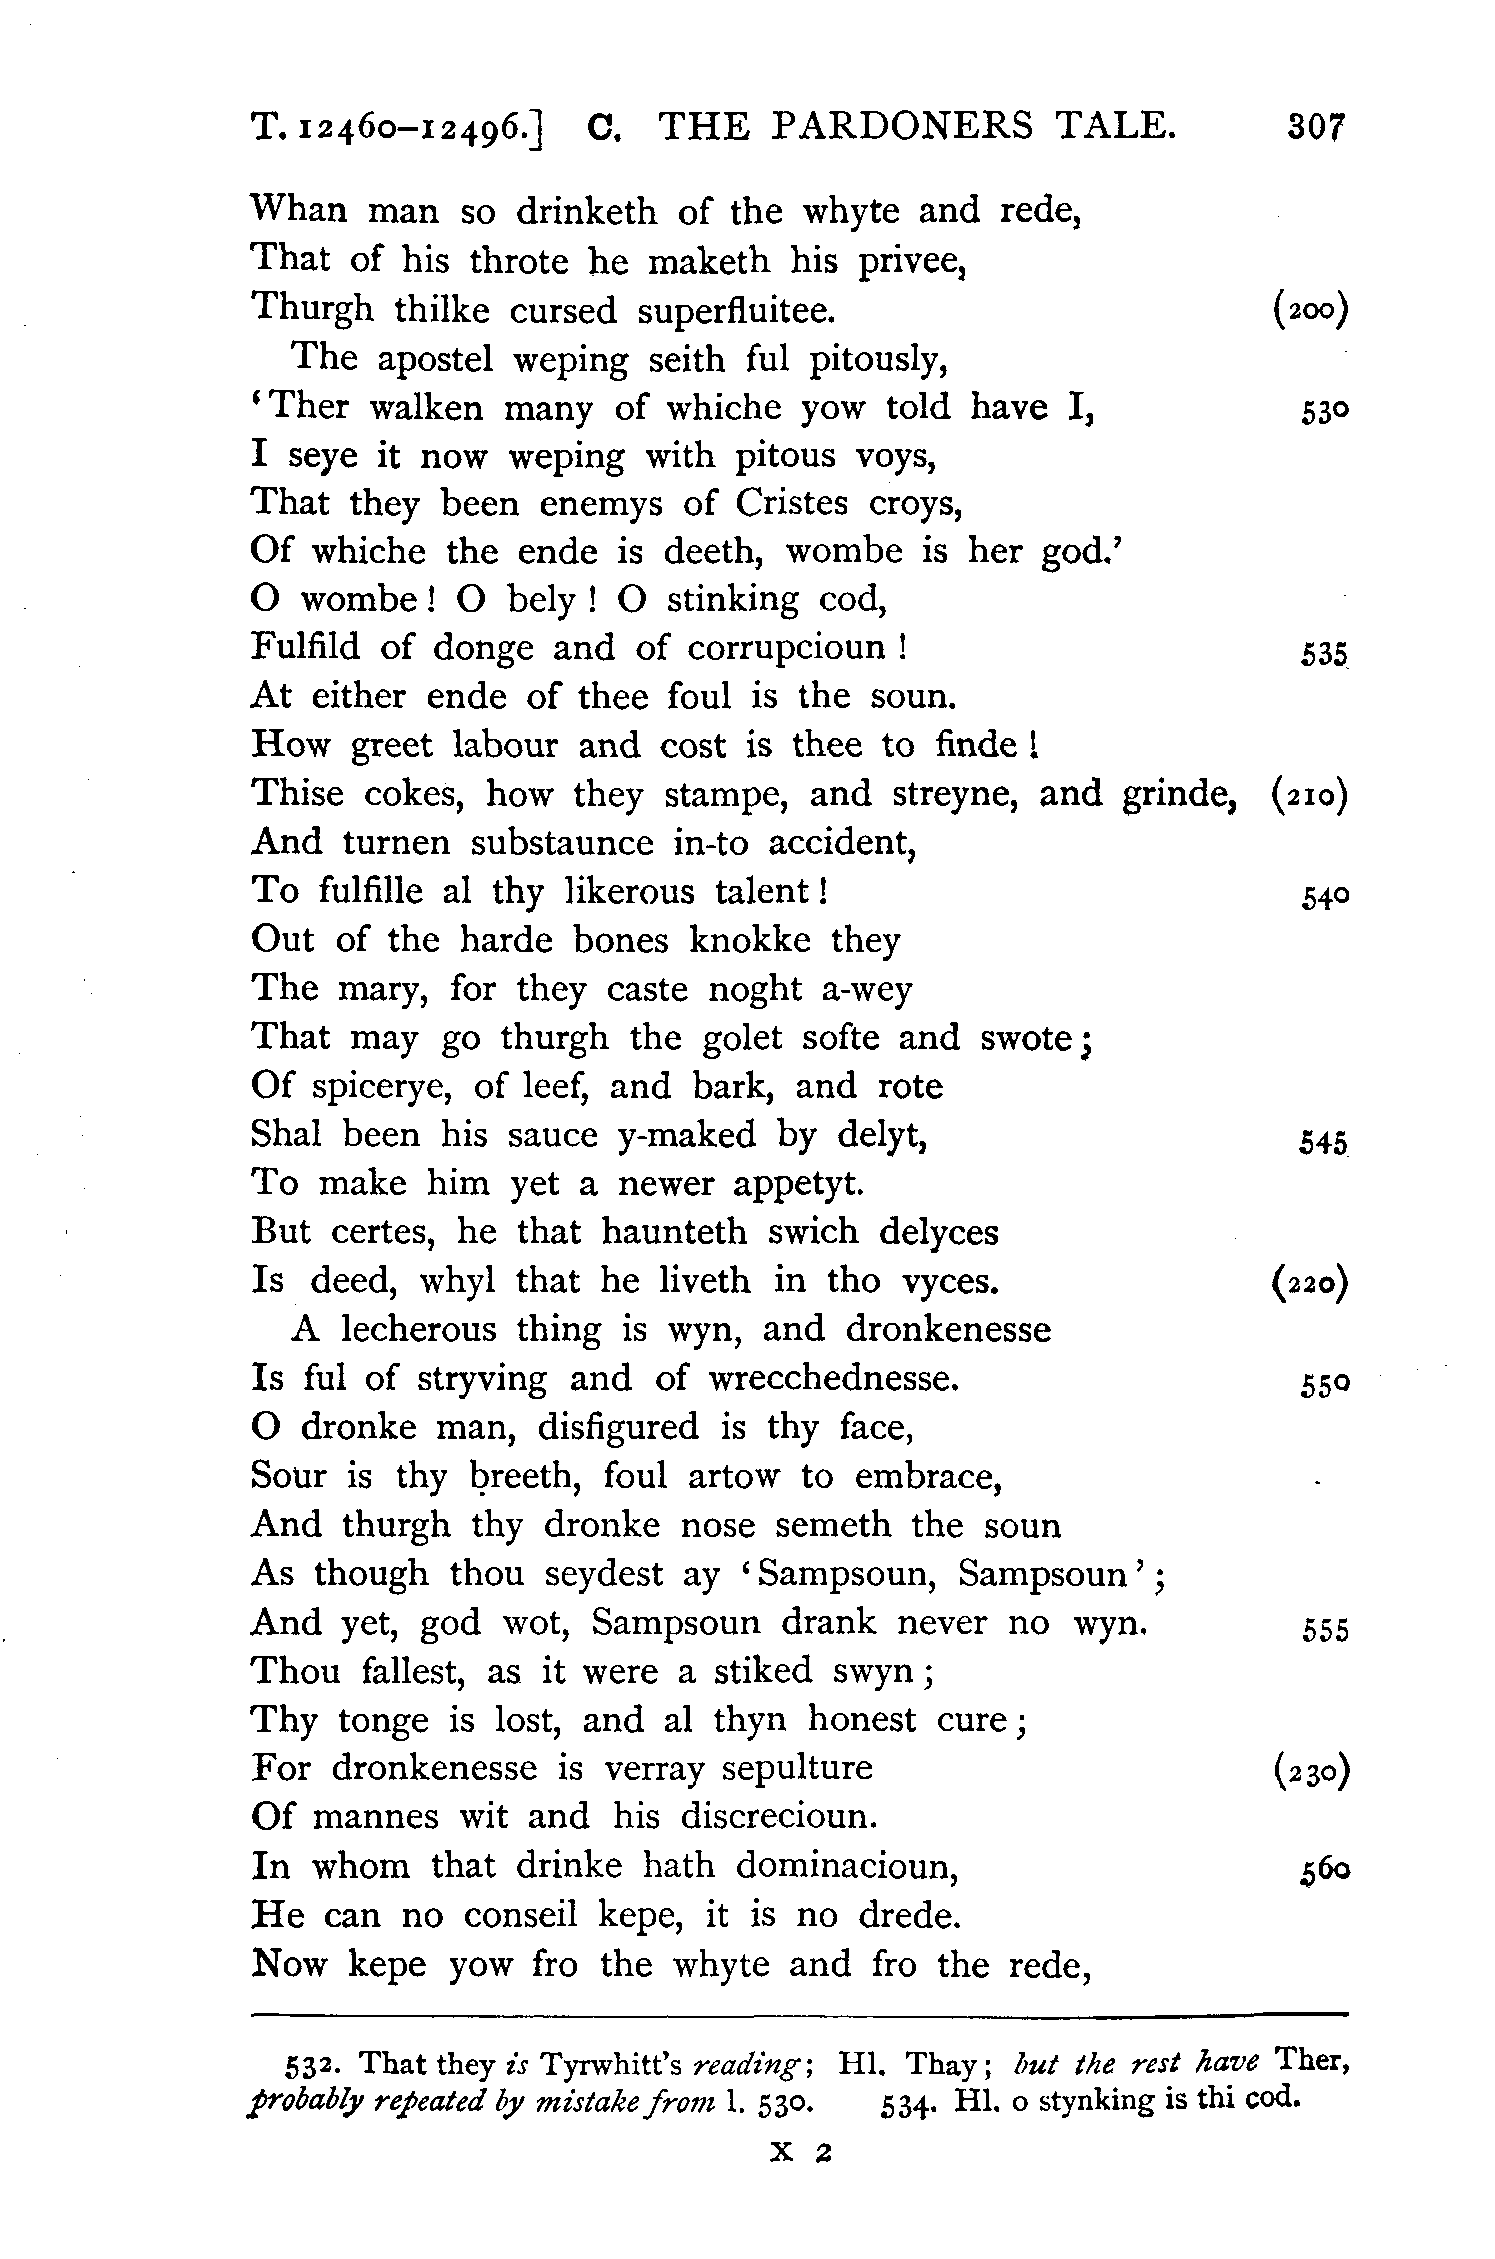 T. 12460–12496.] C. THE PARDONERS TALE. 307
Whan man so drinketh of the whyte and rede,
That of his throte he maketh his privee,
Thurgh thilke cursed superfluitee. (200)
The apostel weping seith ful pitously,
‘Ther walken many of whiche yow told have I, 530
I seye it now weping with pitous voys,
That they been enemys of Cristes croys,
Of whiche the ende is deeth, wombe is her god.’
O wombe! O bely! O stinking cod,
Fulfild of donge and of corrupcioun! 535
At either ende of thee foul is the soun.
How greet labour and cost is thee to finde!
Thise cokes, how they stampe, and streyne, and grinde, (210)
And turnen substaunce in-to accident,
To fulfille al thy likerous talent! 540
Out of the harde bones knokke they
The mary, for they caste noght a-wey
That may go thurgh the golet softe and swote;
Of spicerye, of leef, and bark, and rote
Shal been his sauce y-maked by delyt, 545
To make him yet a newer appetyt.
But certes, he that haunteth swich delyces
Is deed, whyl that he liveth in tho vyces. (220)
A lecherous thing is wyn, and dronkenesse
Is ful of stryving and of wrecchednesse. 550
O dronke man, disfigured is thy face,
Sour is thy breeth, foul artow to embrace,
And thurgh thy dronke nose semeth the soun
As though thou seydest ay ‘Sampsoun, Sampsoun’;
And yet, god wot, Sampsoun drank never no wyn. 555
Thou fallest, as it were a stiked swyn;
Thy tonge is lost, and al thyn honest cure;
For dronkenesse is verray sepulture (230)
Of mannes wit and his discrecioun.
In whom that drinke hath dominacioun, 560
He can no conseil kepe, it is no drede.
Now kepe yow fro the whyte and fro the rede,
532. That they is Tyrwhitt's reading; Hl. Thay; but the rest have Ther,
probably repeated by mistake from l. 530. 534. Hl. o stynking is thi cod.
X 2